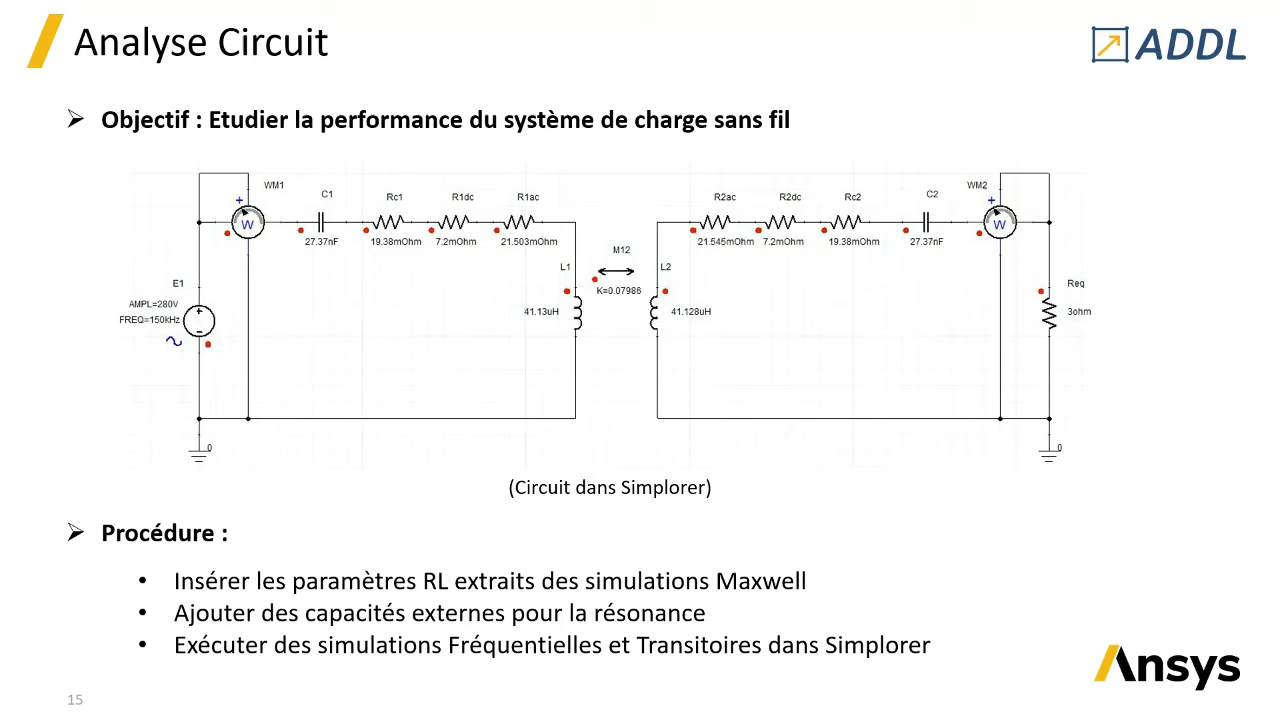 Analyse Circuit
ADDL
Objectif : Etudier la performance du système de charge sans fil
WM1
C1
Rc1
R1dc
R1ac
R2ac
R2dc
Rc2
C2
WM2
+
W
27.37nF
19.38mOhm
7.2mOhm
21.503mOhm
21.545mOhm
7.2mOhm
19.38mOhm
27.37nF
+
W
M12
L1
L2
K=0.07986
E1
AMPL=280V
FREQ=150kHz
41.13uH
41.128uH
Req
3ohm
0
0
(Circuit dans Simplorer)
Procédure :
• Insérer les paramètres RL extraits des simulations Maxwell
• Ajouter des capacités externes pour la résonance
• Exécuter des simulations Fréquentielles et Transitoires dans Simplorer
Ansys
15